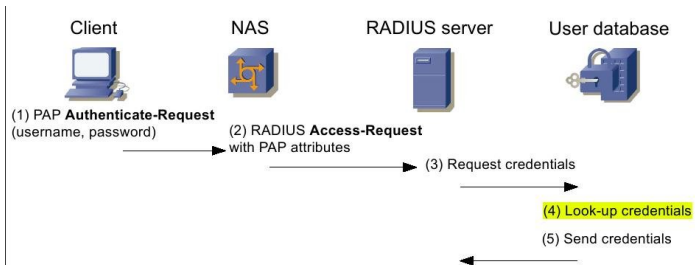 Client
NAS
RADIUS server
User database
(1) PAP Authenticate-Request
(username, password)
(2) RADIUS Access-Request
with PAP attributes
(3) Request credentials
(4) Look-up credentials
(5) Send credentials